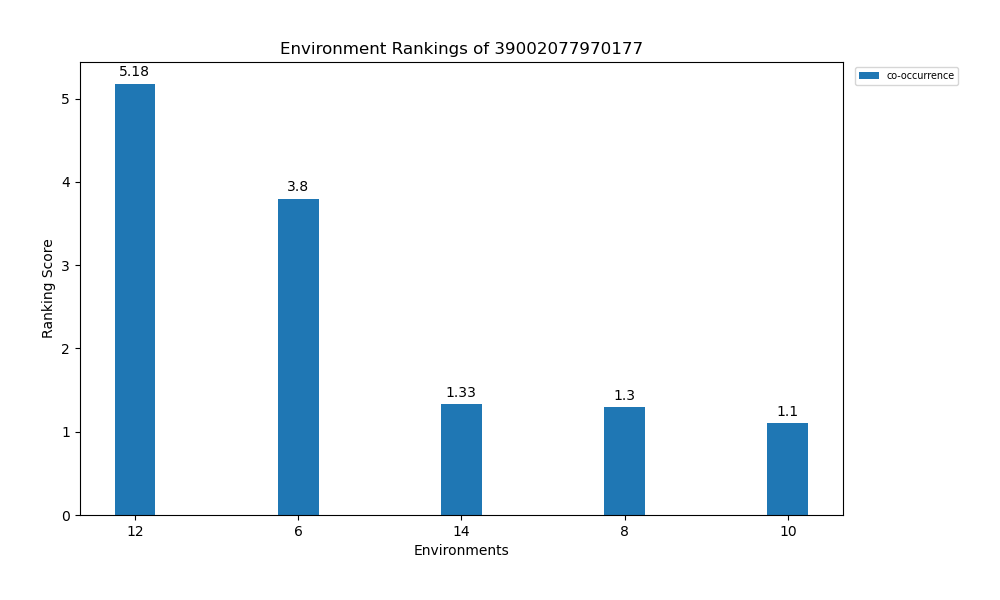 Environment Rankings of 39002077970177
co-occurrence
5.18
3.8
1.33
1.3
1.1
5
4
3
2
1
0
Ranking Score
12 6 14 8 10
Environments